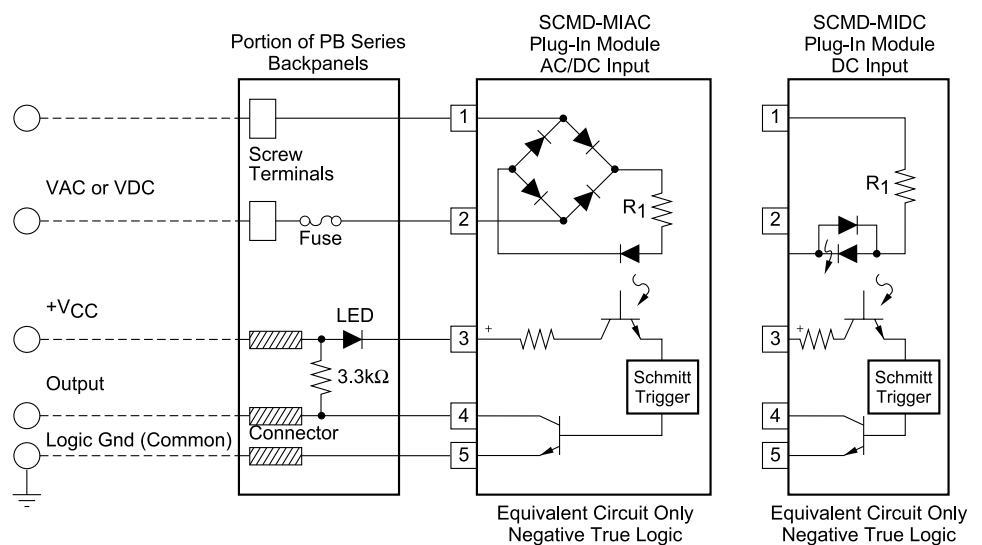 Portion of PB Series
Backpanels
SCMD-MIAC
Plug-In Module
AC/DC Input
SCMD-MIDC
Plug-In Module
DC Input
Screw
Terminals
VAC or VDC
Fuse
+VCC
LED
3.3kΩ
Output
Connector
Logic Gnd (Common)
1
2
3
4
5
R1
+
Schmitt
Trigger
Equivalent Circuit Only
Negative True Logic
1
2
3
4
5
R1
+
Schmitt
Trigger
Equivalent Circuit Only
Negative True Logic